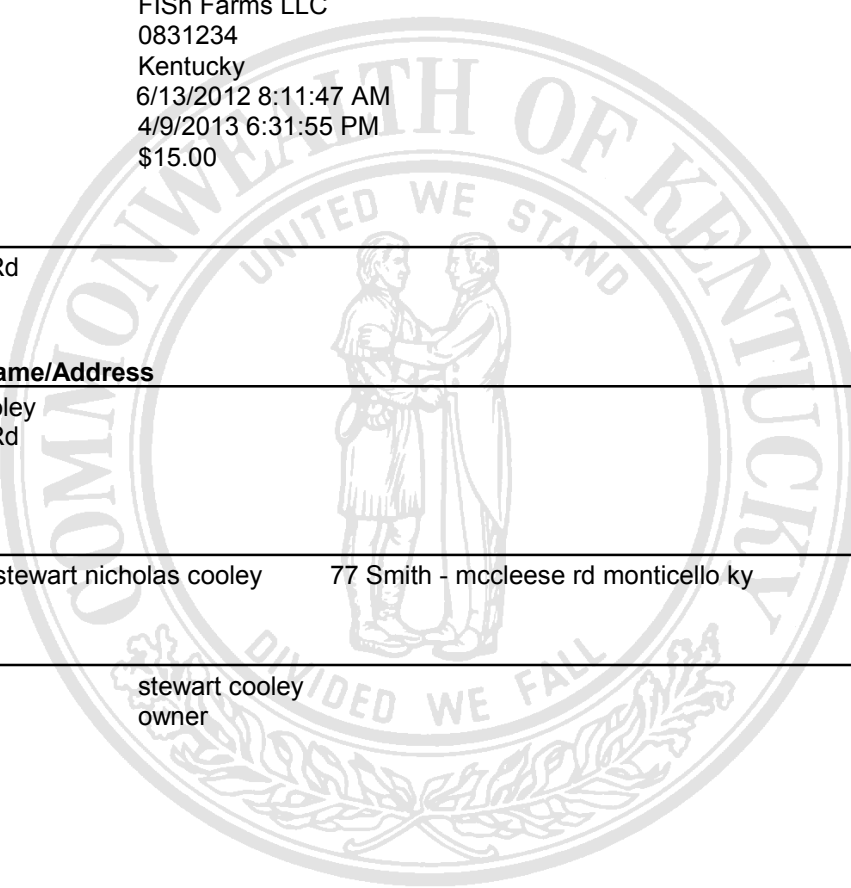 FISh Farms LLC
0831234
Kentucky
6/13/2012 8:11:47 AM
4/9/2013 6:31:55 PM
$15.00
Rd
ame/Address
oley
Rd
stewart nicholas cooley 77 Smith - mccleese rd monticello ky
stewart cooley
owner
COMMONWEALTH OF KENTUCKY
UNITED WE STAND
DIVIDED WE FALL